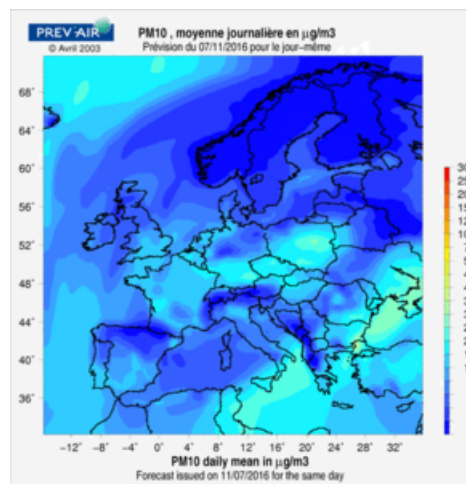 PREV'AIR
© Avril 2003
PM10 , moyenne journalière en µg/m3
Prévision du 07/11/2016 pour le jour-même
68°
64°
60°
56°
52°
48°
44°
40°
36°
−12° −8° −4° 0° 4° 8° 12° 16° 20° 24° 28° 32°
PM10 daily mean in µg/m3
Forecast issued on 11/07/2016 for the same day